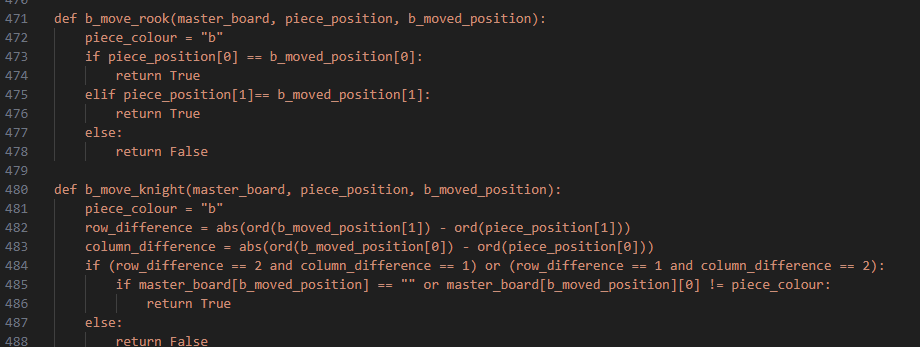 471 def b_move_rook(master_board, piece_position, b_moved_position):
472     piece_colour = "b"
473     if piece_position[0] == b_moved_position[0]:
474         return True
475     elif piece_position[1]== b_moved_position[1]:
476         return True
477     else:
478         return False
479
480 def b_move_knight(master_board, piece_position, b_moved_position):
481     piece_colour = "b"
482     row_difference = abs(ord(b_moved_position[1]) - ord(piece_position[1]))
483     column_difference = abs(ord(b_moved_position[0]) - ord(piece_position[0]))
484     if (row_difference == 2 and column_difference == 1) or (row_difference == 1 and column_difference == 2):
485         if master_board[b_moved_position] == "" or master_board[b_moved_position][0] != piece_colour:
486             return True
487     else:
488         return False